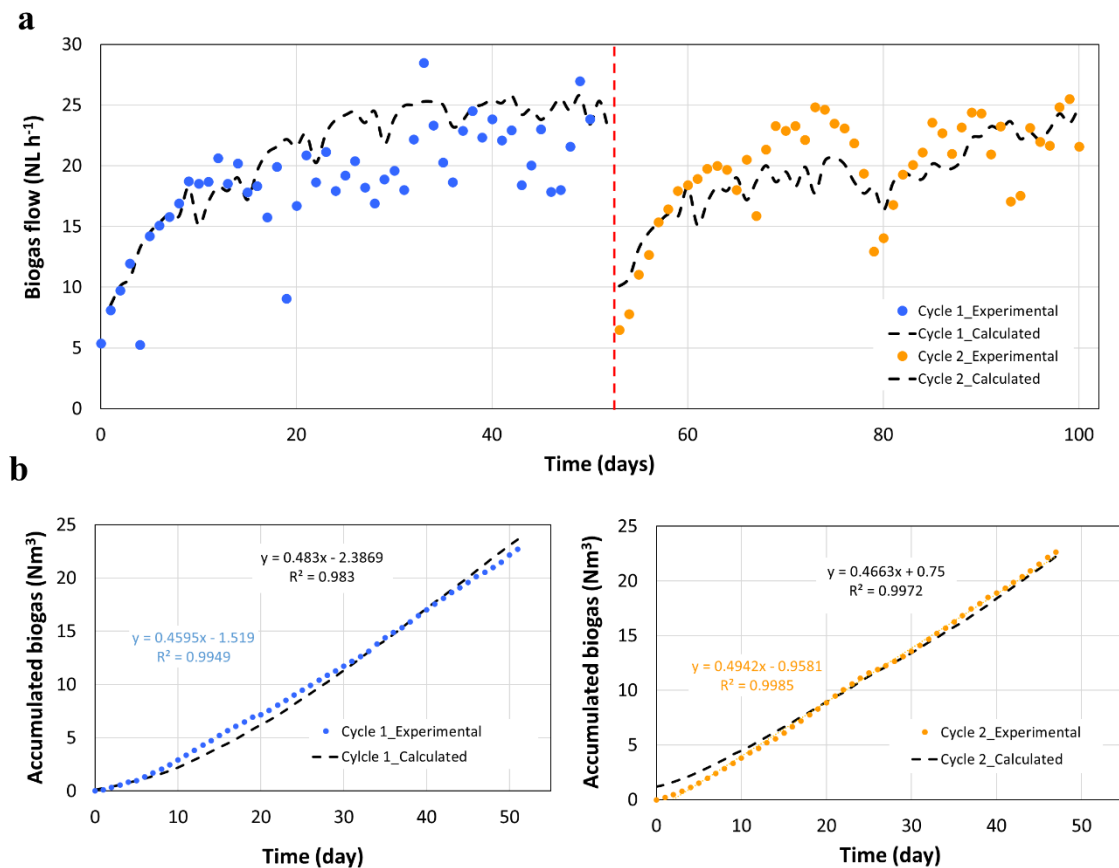 a
30
25
20
15
10
5
0
Biogas flow (NL h⁻¹)
0 20 40 60 80 100
Time (days)
Cycle 1_Experimental
Cycle 1_Calculated
Cycle 2_Experimental
Cycle 2_Calculated
b
25
20
15
10
5
0
Accumulated biogas (Nm³)
y = 0.483x - 2.3869
R² = 0.983
y = 0.4595x - 1.519
R² = 0.9949
Cycle 1_Experimental
Cylcle 1_Calculated
0 10 20 30 40 50
Time (day)
25
20
15
10
5
0
Accumulated biogas (Nm³)
y = 0.4663x + 0.75
R² = 0.9972
y = 0.4942x - 0.9581
R² = 0.9985
Cycle 2_Experimental
Cycle 2_Calculated
0 10 20 30 40 50
Time (day)